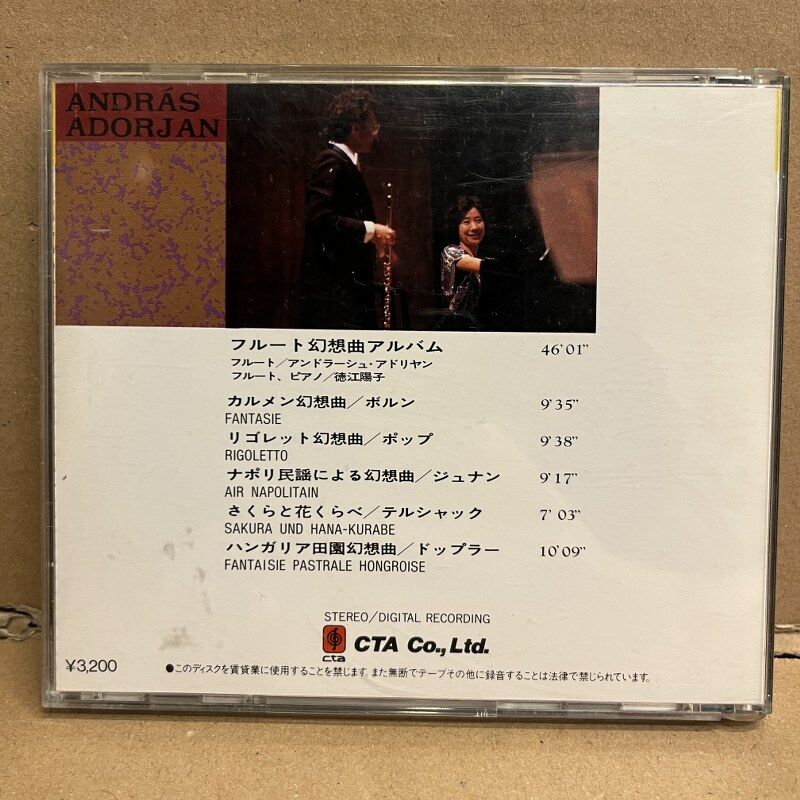 ANDRÁS
ADORJAN
フルート幻想曲アルバム 46'01"
フルート／アンドラーシュ・アドリヤン
フルート、ピアノ／徳江陽子
カルメン幻想曲／ボルン 9'35"
FANTASIE
リゴレット幻想曲／ポップ 9'38"
RIGOLETTO
ナポリ民謡による幻想曲／ジュナン 9'17"
AIR NAPOLITAIN
さくらと花くらべ／テルシャック 7'03"
SAKURA UND HANA-KURABE
ハンガリア田園幻想曲／ドップラー 10'09"
FANTAISIE PASTRALE HONGROISE
STEREO/DIGITAL RECORDING
cta CTA Co., Ltd.
¥3,200 ●このディスクを賃貸業に使用することを禁じます。また無断でテープその他に録音することは法律で禁じられています。